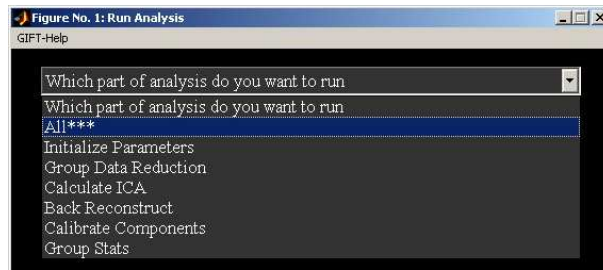 Figure No. 1: Run Analysis
GIFT-Help
Which part of analysis do you want to run
Which part of analysis do you want to run
All***
Initialize Parameters
Group Data Reduction
Calculate ICA
Back Reconstruct
Calibrate Components
Group Stats